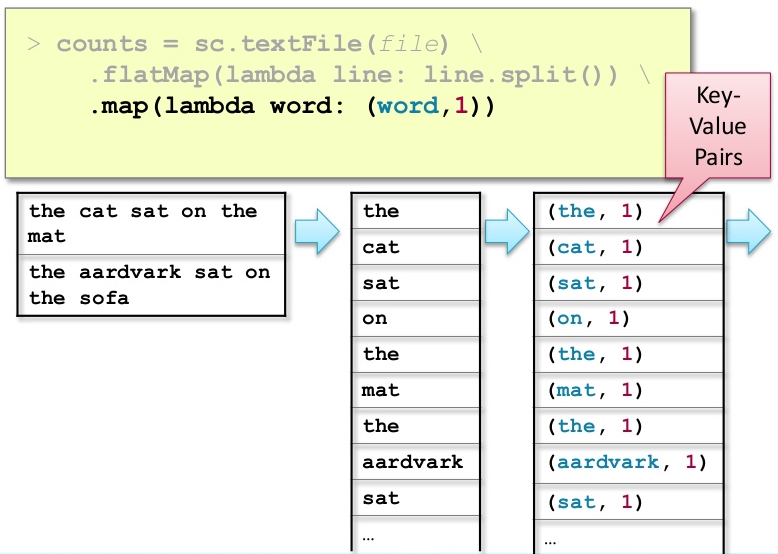 > counts = sc.textFile(file) \
.flatMap(lambda line: line.split()) \
.map(lambda word: (word,1))
Key-
Value
Pairs
the cat sat on the
mat
the aardvark sat on
the sofa
the
cat
sat
on
the
mat
the
aardvark
sat
…
(the, 1)
(cat, 1)
(sat, 1)
(on, 1)
(the, 1)
(mat, 1)
(the, 1)
(aardvark, 1)
(sat, 1)
…